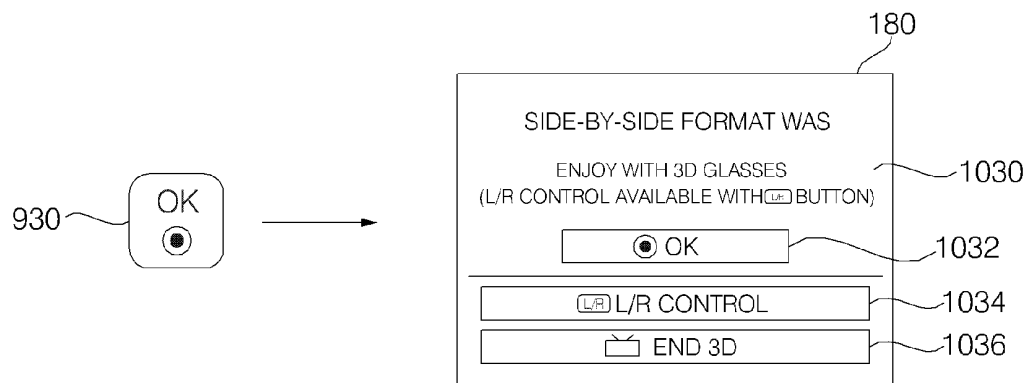 180
SIDE-BY-SIDE FORMAT WAS
ENJOY WITH 3D GLASSES
(L/R CONTROL AVAILABLE WITH L/R BUTTON)
1030
930
OK
OK
1032
L/R L/R CONTROL
1034
END 3D
1036